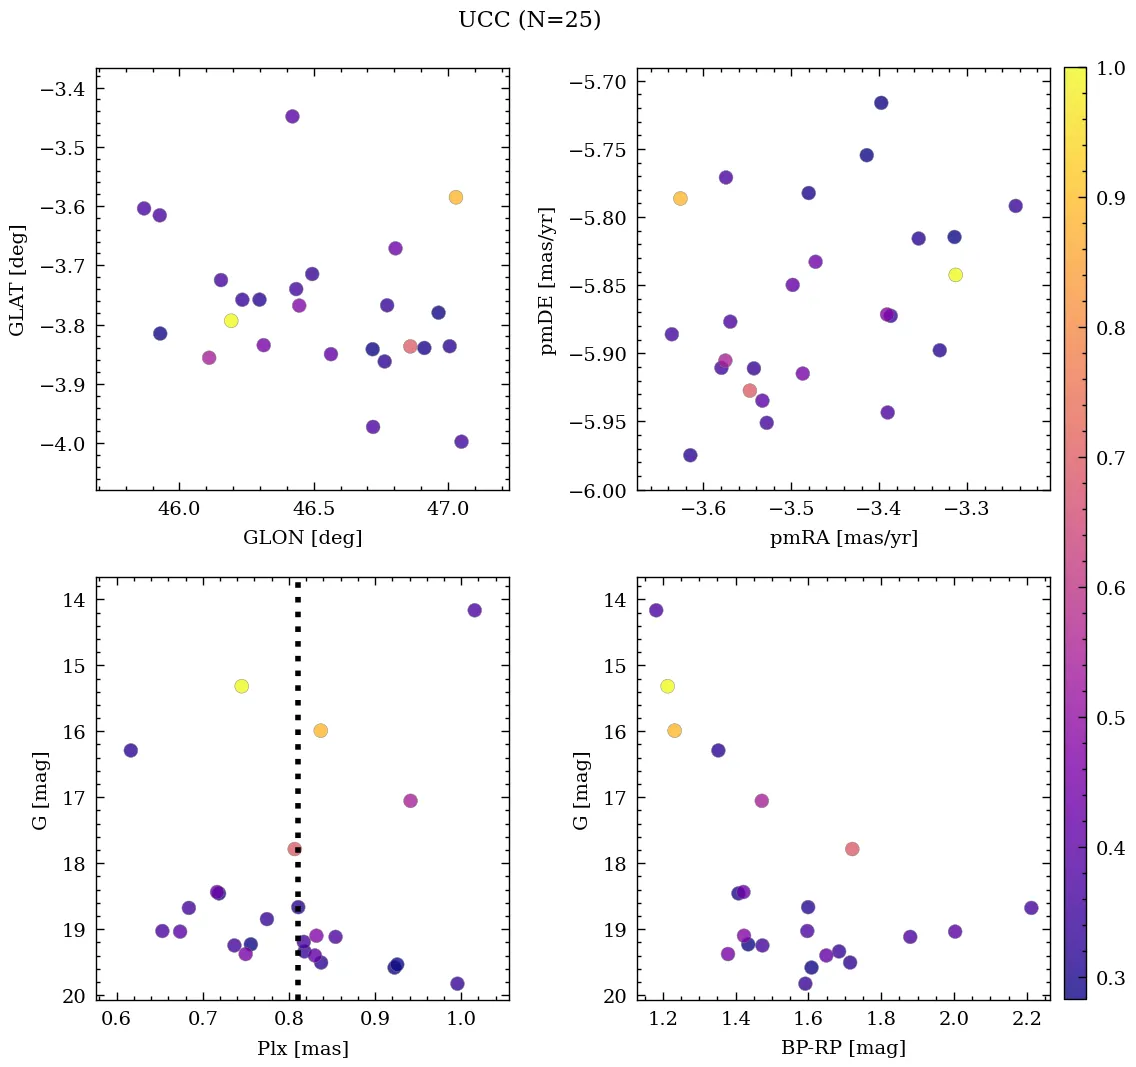 UCC (N=25)
−3.4
−3.5
−3.6
−3.7
−3.8
−3.9
−4.0
GLAT [deg]
46.0 46.5 47.0
GLON [deg]
−5.70
−5.75
−5.80
−5.85
−5.90
−5.95
−6.00
pmDE [mas/yr]
−3.6 −3.5 −3.4 −3.3
pmRA [mas/yr]
14
15
16
17
18
19
20
G [mag]
0.6 0.7 0.8 0.9 1.0
Plx [mas]
14
15
16
17
18
19
20
G [mag]
1.2 1.4 1.6 1.8 2.0 2.2
BP-RP [mag]
1.0
0.9
0.8
0.7
0.6
0.5
0.4
0.3